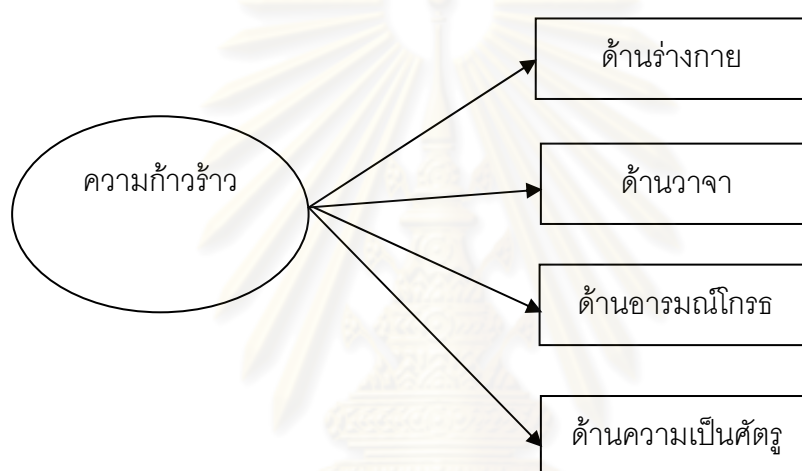 ด้านร่างกาย
ความก้าวร้าว
ด้านวาจา
ด้านอารมณ์โกรธ
ด้านความเป็นศัตรู